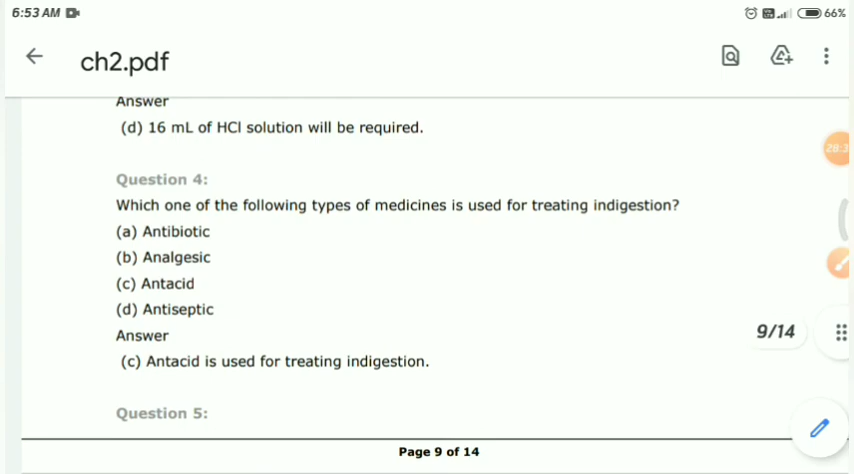 6:53 AM
66%
ch2.pdf
Answer
(d) 16 mL of HCl solution will be required.
28:3
Question 4:
Which one of the following types of medicines is used for treating indigestion?
(a) Antibiotic
(b) Analgesic
(c) Antacid
(d) Antiseptic
Answer
9/14
(c) Antacid is used for treating indigestion.
Question 5:
Page 9 of 14